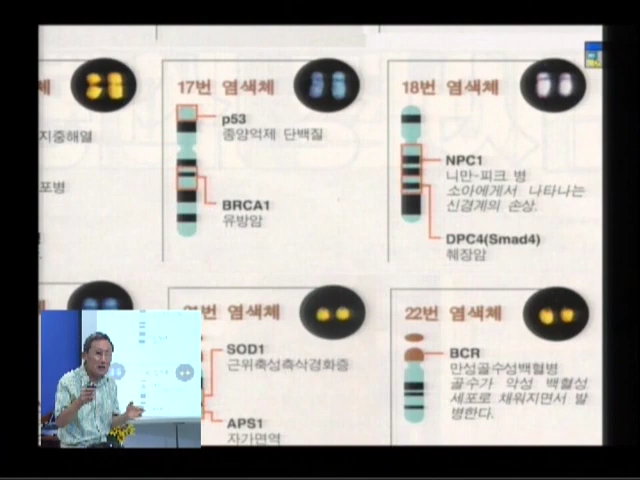 체
17번 염색체
18번 염색체
지중해열
p53
종양억제 단백질
포병
NPC1
니만-피크 병
소아에게서 나타나는
신경계의 손상.
BRCA1
유방암
DPC4(Smad4)
췌장암
염색체
22번 염색체
SOD1
근위축성측삭경화증
BCR
만성골수성백혈병
골수가 악성 백혈성
세포로 채워지면서 발
병한다.
APS1
자가면역